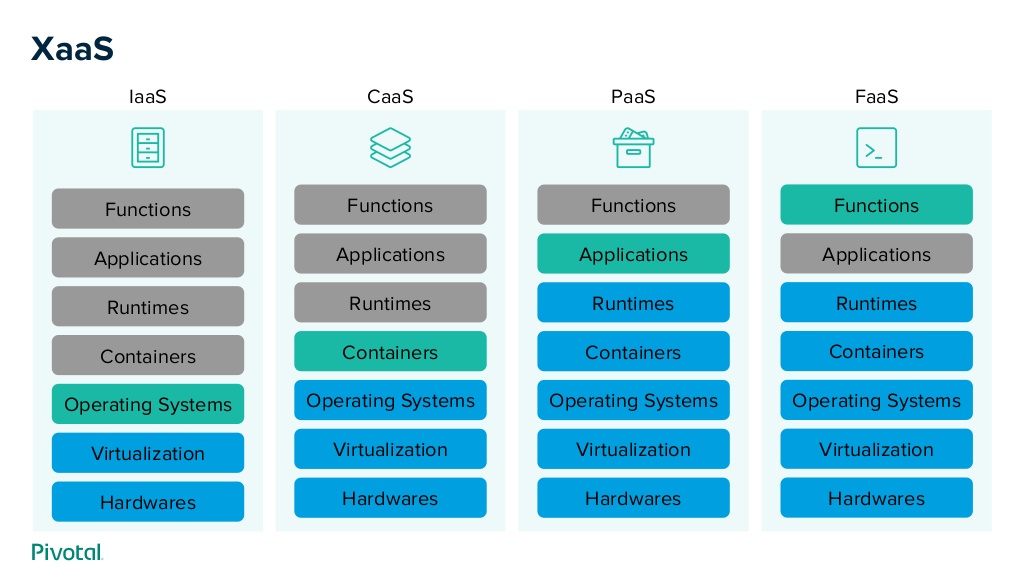 XaaS
IaaS
Functions
Applications
Runtimes
Containers
Operating Systems
Virtualization
Hardwares
CaaS
Functions
Applications
Runtimes
Containers
Operating Systems
Virtualization
Hardwares
PaaS
Functions
Applications
Runtimes
Containers
Operating Systems
Virtualization
Hardwares
FaaS
Functions
Applications
Runtimes
Containers
Operating Systems
Virtualization
Hardwares
Pivotal